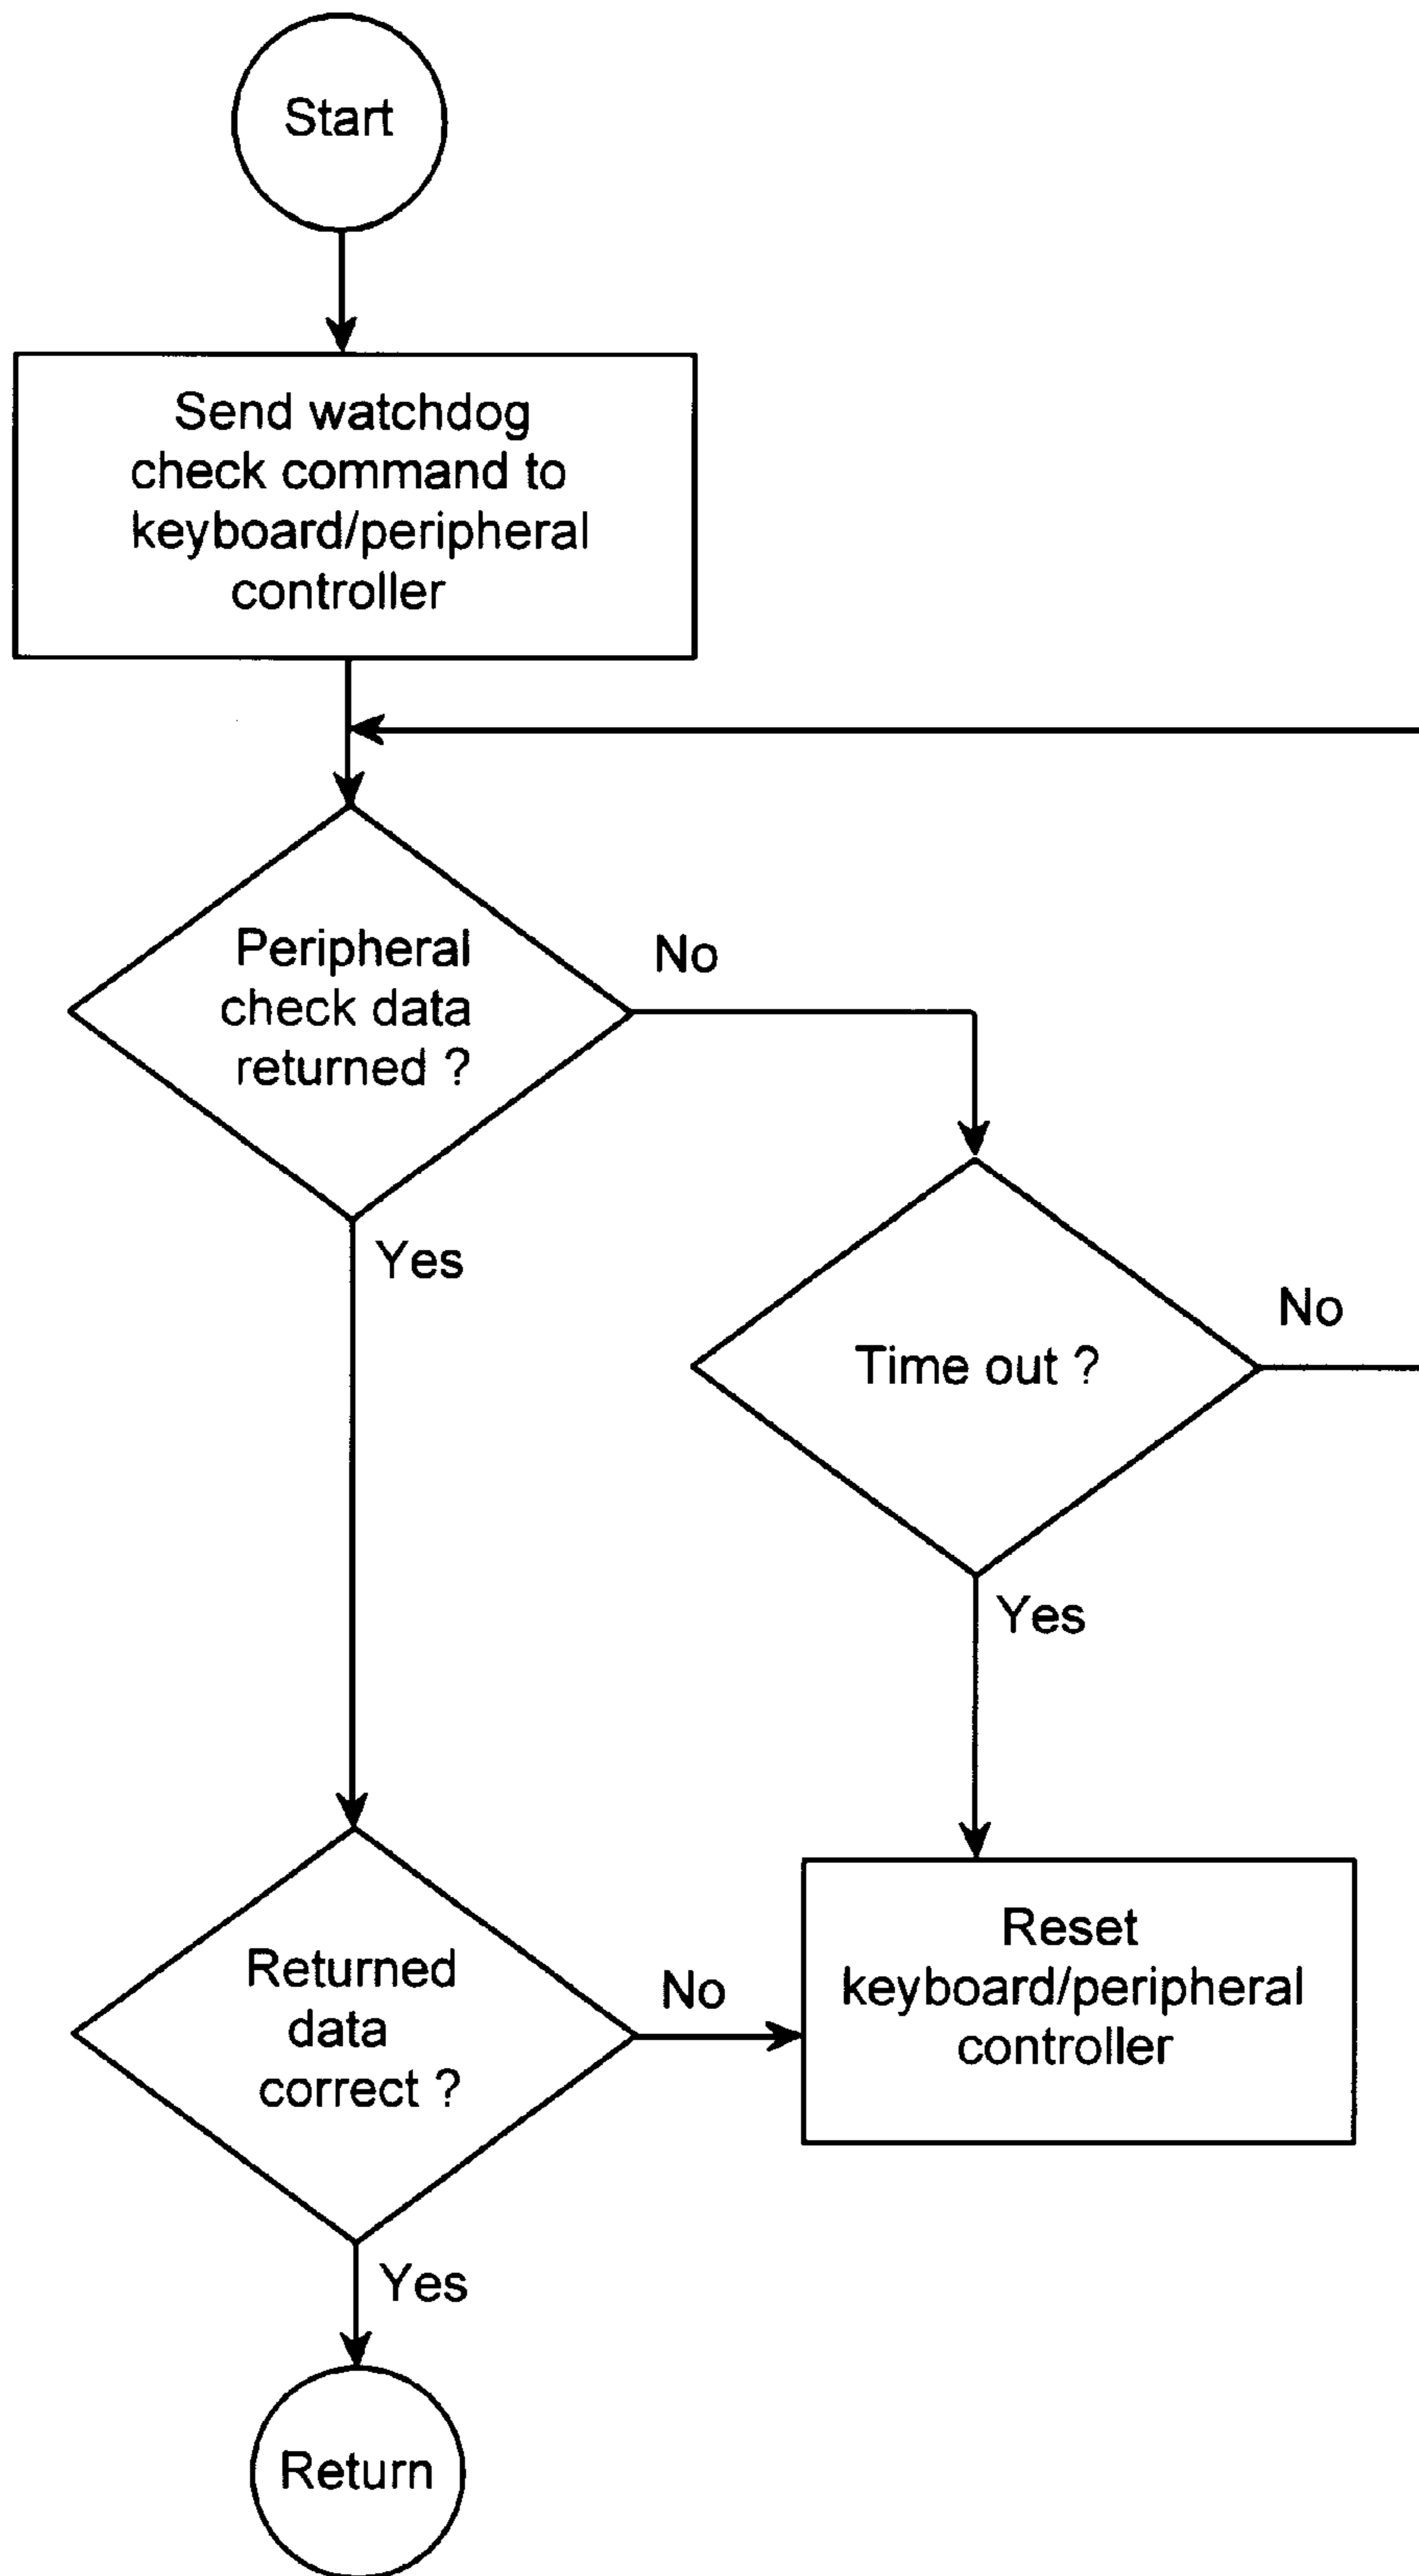 Start
Send watchdog
check command to
keyboard/peripheral
controller
Peripheral
check data
returned ?
No
Yes
Time out ?
No
Yes
Returned
data
correct ?
No
Reset
keyboard/peripheral
controller
Yes
Return